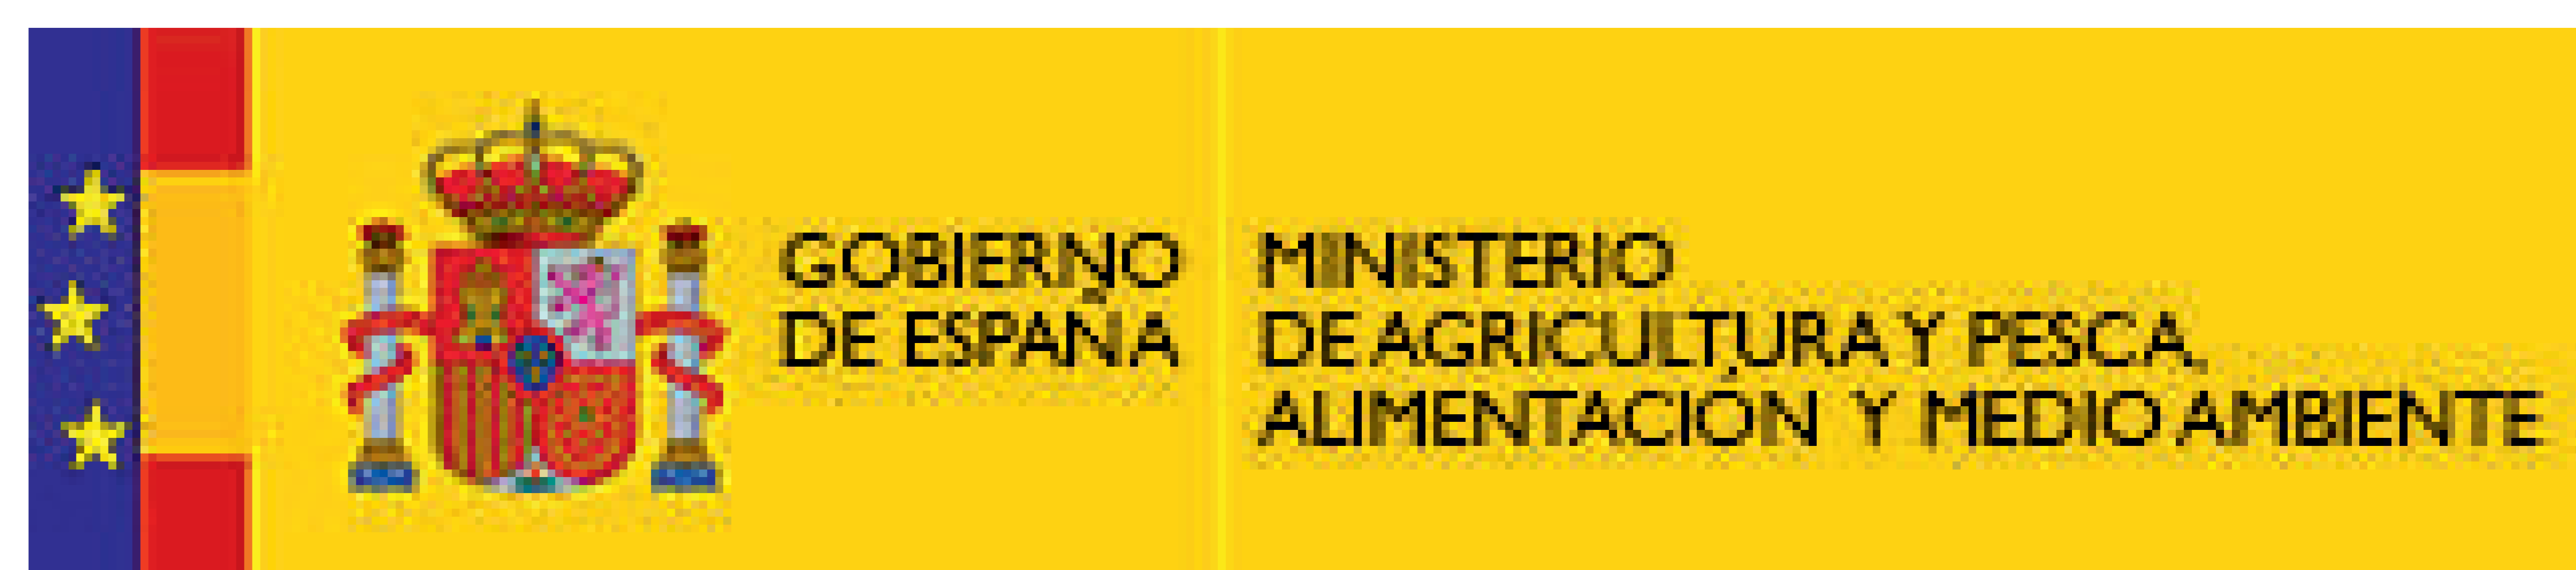 GOBIERNO
DE ESPAÑA
MINISTERIO
DE AGRICULTURA Y PESCA,
ALIMENTACIÓN Y MEDIO AMBIENTE